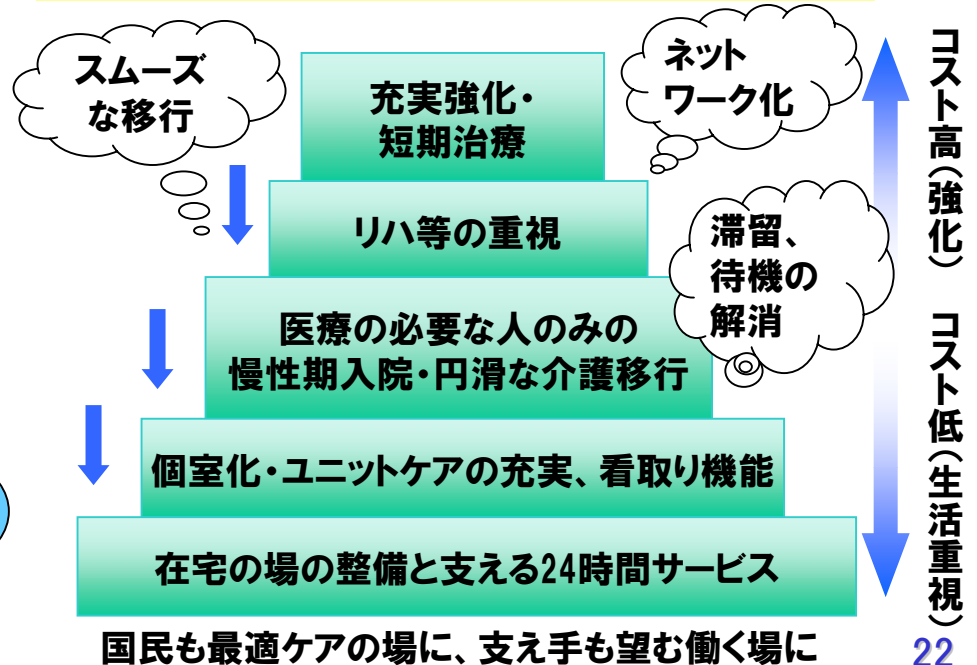 スムーズ
な移行
ネット
ワーク化
充実強化・
短期治療
リハ等の重視
滞留、
待機の
解消
医療の必要な人のみの
慢性期入院・円滑な介護移行
個室化・ユニットケアの充実、看取り機能
在宅の場の整備と支える24時間サービス
コスト高（強化）
コスト低（生活重視）
国民も最適ケアの場に、支え手も望む働く場に
22